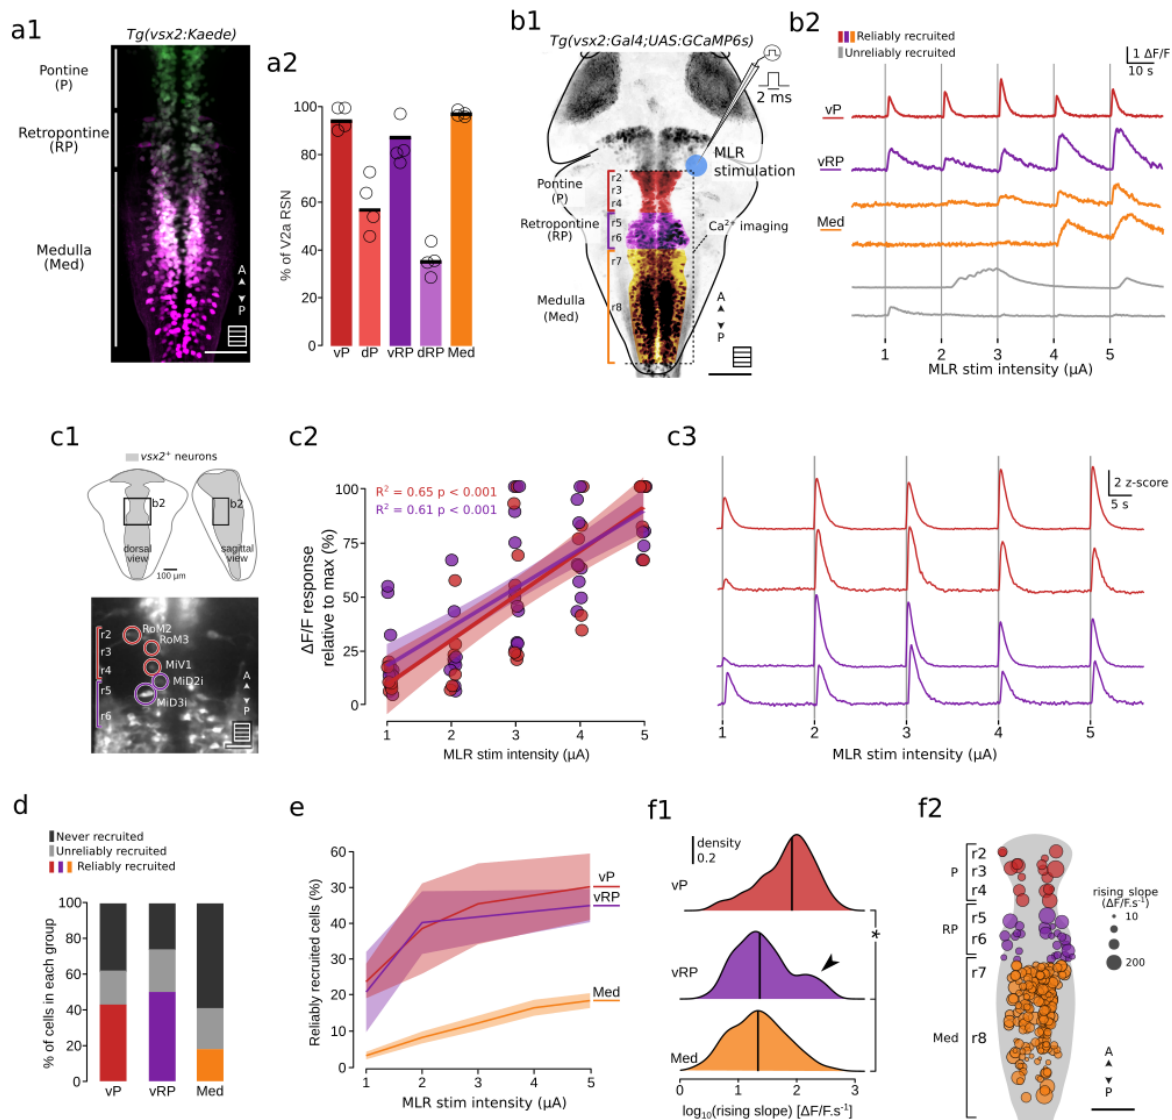 a1
Tg(vsx2:Kaede)
Pontine
(P)
Retropontine
(RP)
Medulla
(Med)
A
P
a2
% of V2a RSN
100
80
60
40
20
0
vP
dP
vRP
dRP
Med
b1
Tg(vsx2:Gal4;UAS:GCaMP6s)
2 ms
MLR
stimulation
Pontine
(P)
r2
r3
r4
Retropontine
(RP)
r5
r6
Ca²⁺ imaging
r7
Medulla
(Med)
r8
A
P
b2
Reliably recruited
Unreliably recruited
1 ΔF/F
10 s
vP
vRP
Med
1
2
3
4
5
MLR stim intensity (μA)
c1
vsx2⁺ neurons
b2
b2
dorsal
view
sagittal
view
100 μm
r2
r3
r4
r5
r6
RoM2
RoM3
MiV1
MiD2i
MiD3i
A
P
c2
R² = 0.65 p < 0.001
R² = 0.61 p < 0.001
ΔF/F response
relative to max (%)
100
75
50
25
0
1
2
3
4
5
MLR stim intensity (μA)
c3
2 z-score
5 s
1
2
3
4
5
MLR stim intensity (μA)
d
Never recruited
Unreliably recruited
Reliably recruited
% of cells in each group
100
80
60
40
20
0
vP
vRP
Med
e
Reliably recruited cells (%)
60
30
40
30
20
10
0
vP
vRP
Med
1
2
3
4
5
MLR stim intensity (μA)
f1
density
0.2
vP
vRP
Med
*
0
1
2
3
log₁₀(rising slope) [ΔF/F.s⁻¹]
f2
P
r2
r3
r4
RP
r5
r6
r7
Med
r8
rising slope
(ΔF/F.s⁻¹)
10
200
A
P